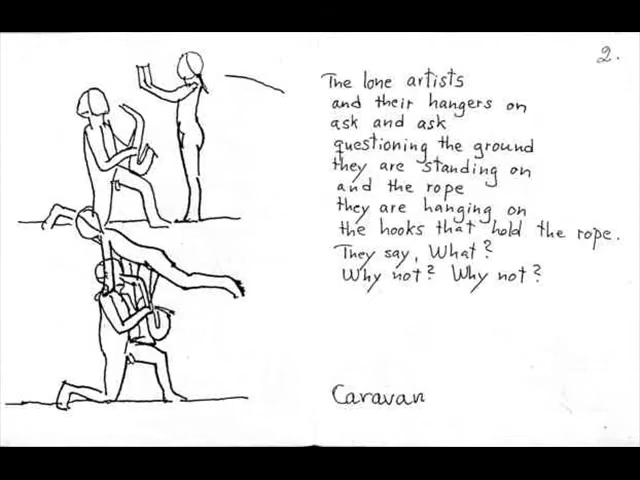 2.
The lone artists
and their hangers on
ask and ask
questioning the ground
they are standing on
and the rope
they are hanging on
the hooks that hold the rope.
They say, What?
Why not? Why not?
Caravan